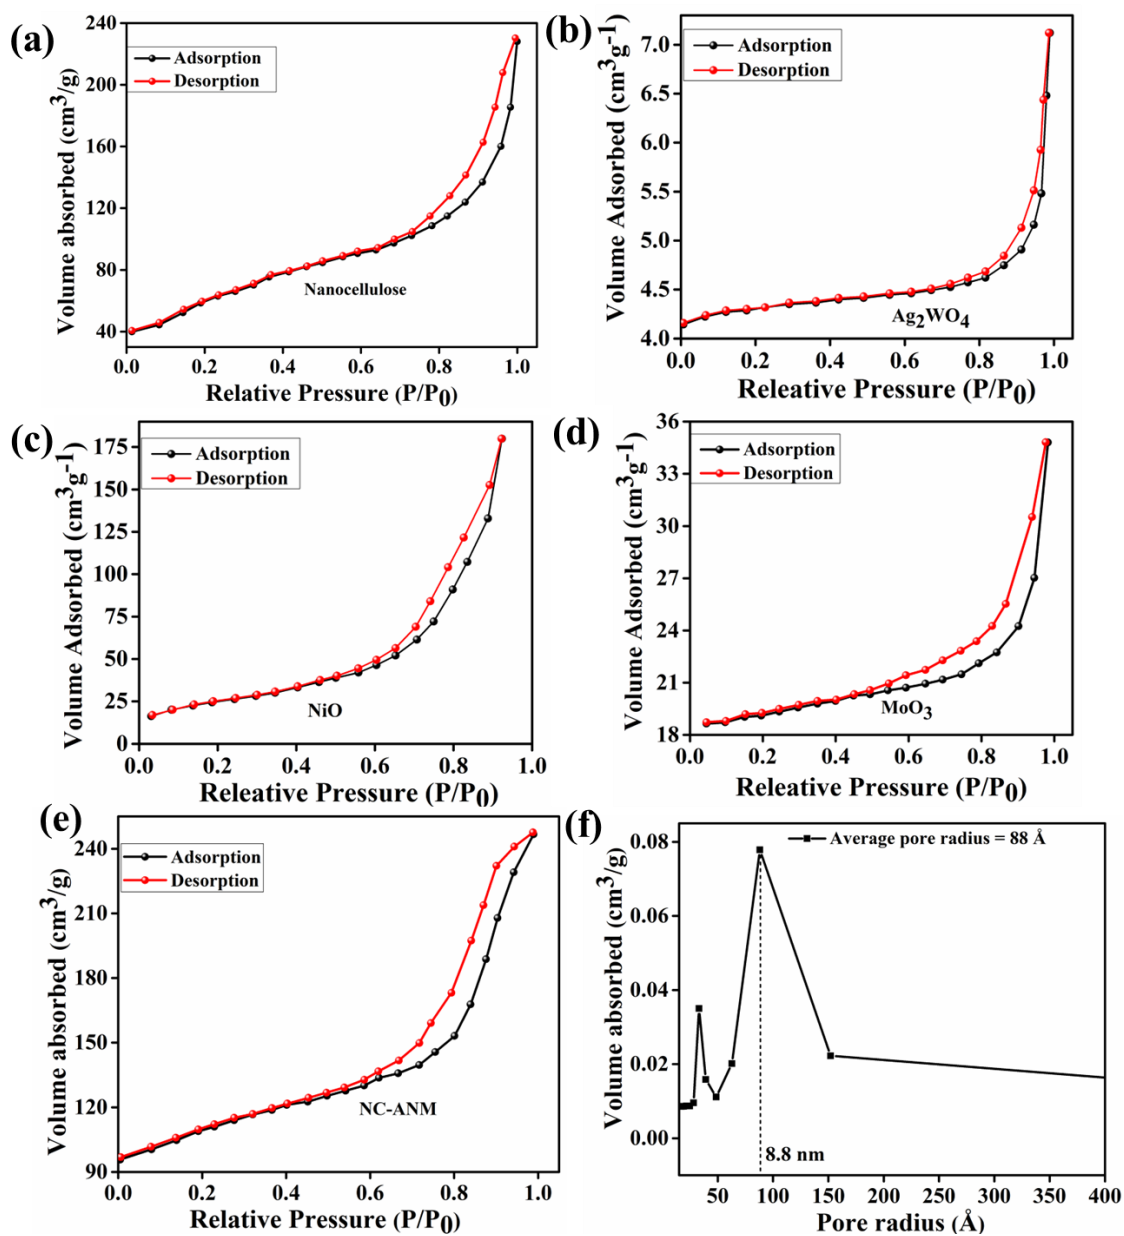 (a)
240
200
160
120
80
40
Volume absorbed (cm3/g)
Adsorption
Desorption
Nanocellulose
0.0 0.2 0.4 0.6 0.8 1.0
Relative Pressure (P/P0)
(b)
7.0
6.5
6.0
5.5
5.0
4.5
4.0
Volume Adsorbed (cm3g-1)
Adsorption
Desorption
Ag2WO4
0.0 0.2 0.4 0.6 0.8 1.0
Releative Pressure (P/P0)
(c)
175
150
125
100
75
50
25
0
Volume Adsorbed (cm3g-1)
Adsorption
Desorption
NiO
0.0 0.2 0.4 0.6 0.8 1.0
Releative Pressure (P/P0)
(d)
36
33
30
27
24
21
18
Volume Adsorbed (cm3g-1)
Adsorption
Desorption
MoO3
0.0 0.2 0.4 0.6 0.8 1.0
Releative Pressure (P/P0)
(e)
240
210
180
150
120
90
Volume absorbed (cm3/g)
Adsorption
Desorption
NC-ANM
0.0 0.2 0.4 0.6 0.8 1.0
Relative Pressure (P/P0)
(f)
0.08
0.06
0.04
0.02
0.00
Volume absorbed (cm3/g)
Average pore radius = 88 Å
8.8 nm
50 100 150 200 250 300 350 400
Pore radius (Å)